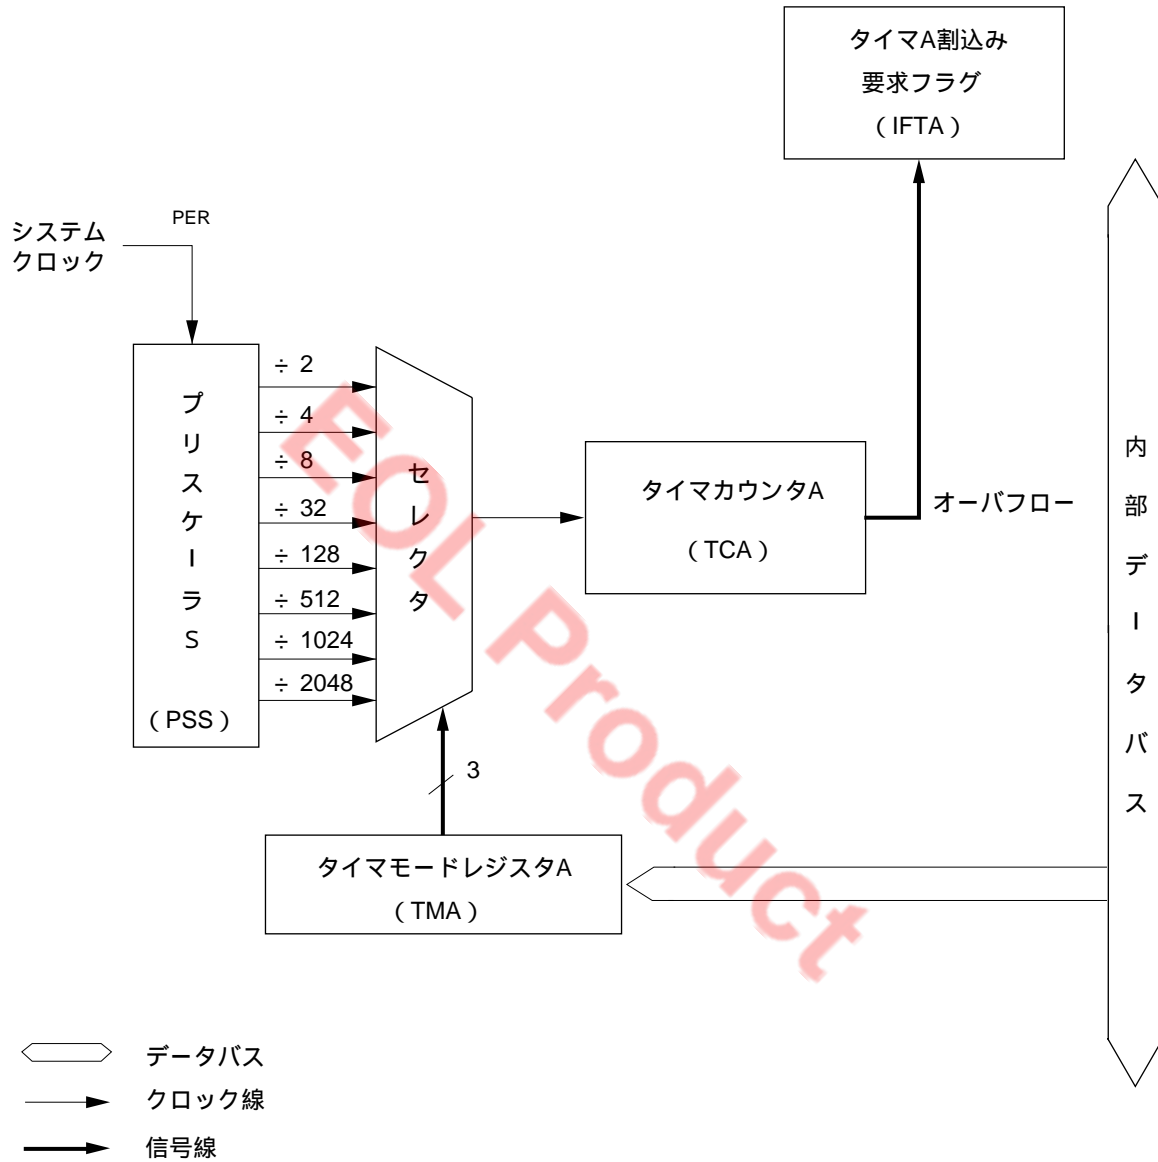 タイマA割込み
要求フラグ
(IFTA)
PER
システム
クロック
÷ 2
÷ 4
÷ 8
÷ 32
÷ 128
÷ 512
÷ 1024
÷ 2048
プリスケーラS
(PSS)
セレクタ
タイマカウンタA
(TCA)
オーバフロー
内部データバス
3
タイマモードレジスタA
(TMA)
EOL Product
データバス
クロック線
信号線